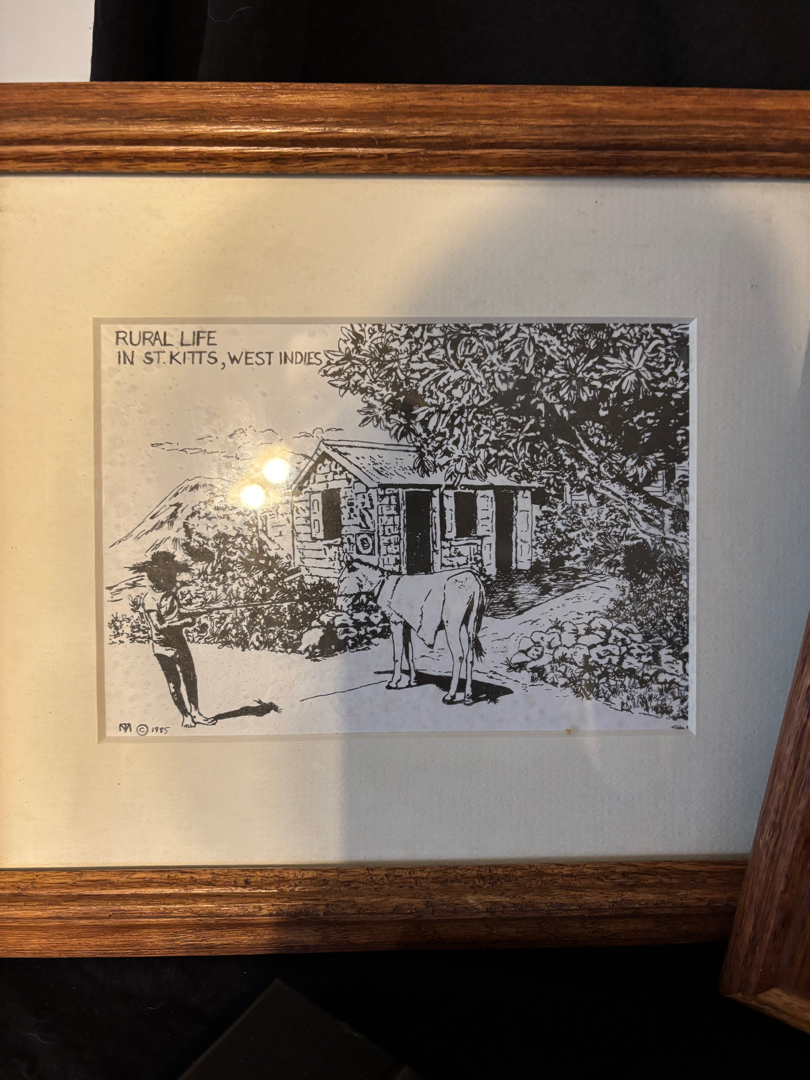 RURAL LIFE
IN ST. KITTS, WEST INDIES
© 1985